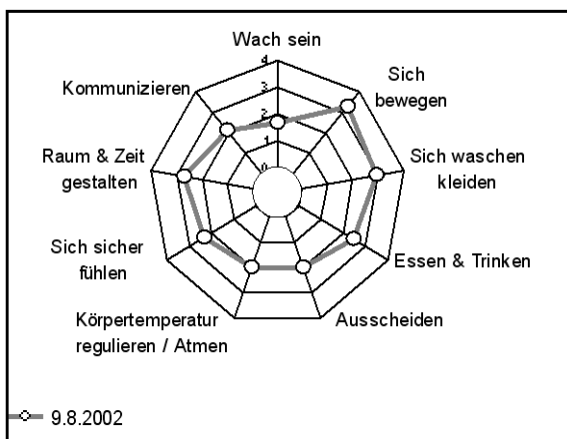 Wach sein
4
3
2
1
0
Kommunizieren
Sich
bewegen
Raum & Zeit
gestalten
Sich waschen
kleiden
Sich sicher
fühlen
Essen & Trinken
Körpertemperatur
regulieren / Atmen
Ausscheiden
9.8.2002